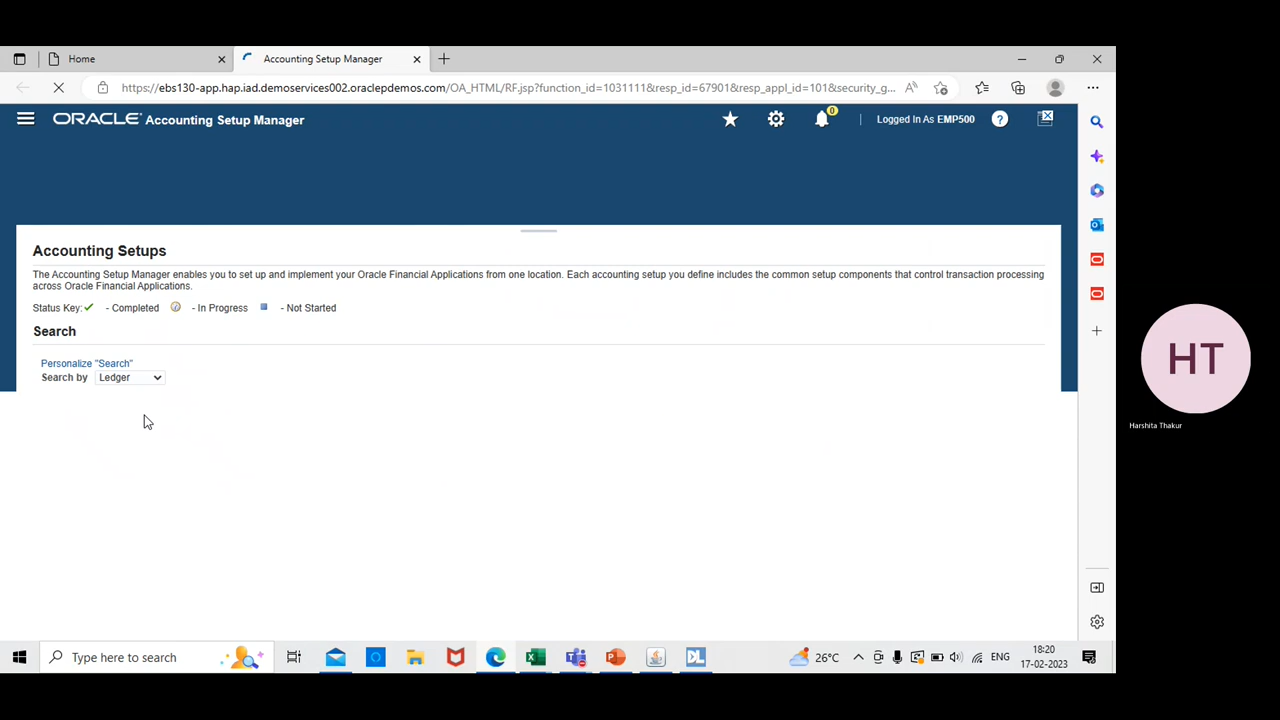 Home
Accounting Setup Manager
https://ebs130-app.hap.iad.demoservices002.oraclepdemos.com/OA_HTML/RF.jsp?function_id=1031111&resp_id=67901&resp_appl_id=101&security_g...
ORACLE Accounting Setup Manager
0
Logged In As EMP500
Accounting Setups
The Accounting Setup Manager enables you to set up and implement your Oracle Financial Applications from one location. Each accounting setup you define includes the common setup components that control transaction processing
across Oracle Financial Applications.
Status Key: - Completed - In Progress - Not Started
Search
Personalize "Search"
Search by Ledger
HT
Harshita Thakur
Type here to search
DL
26°C
ENG
18:20
17-02-2023